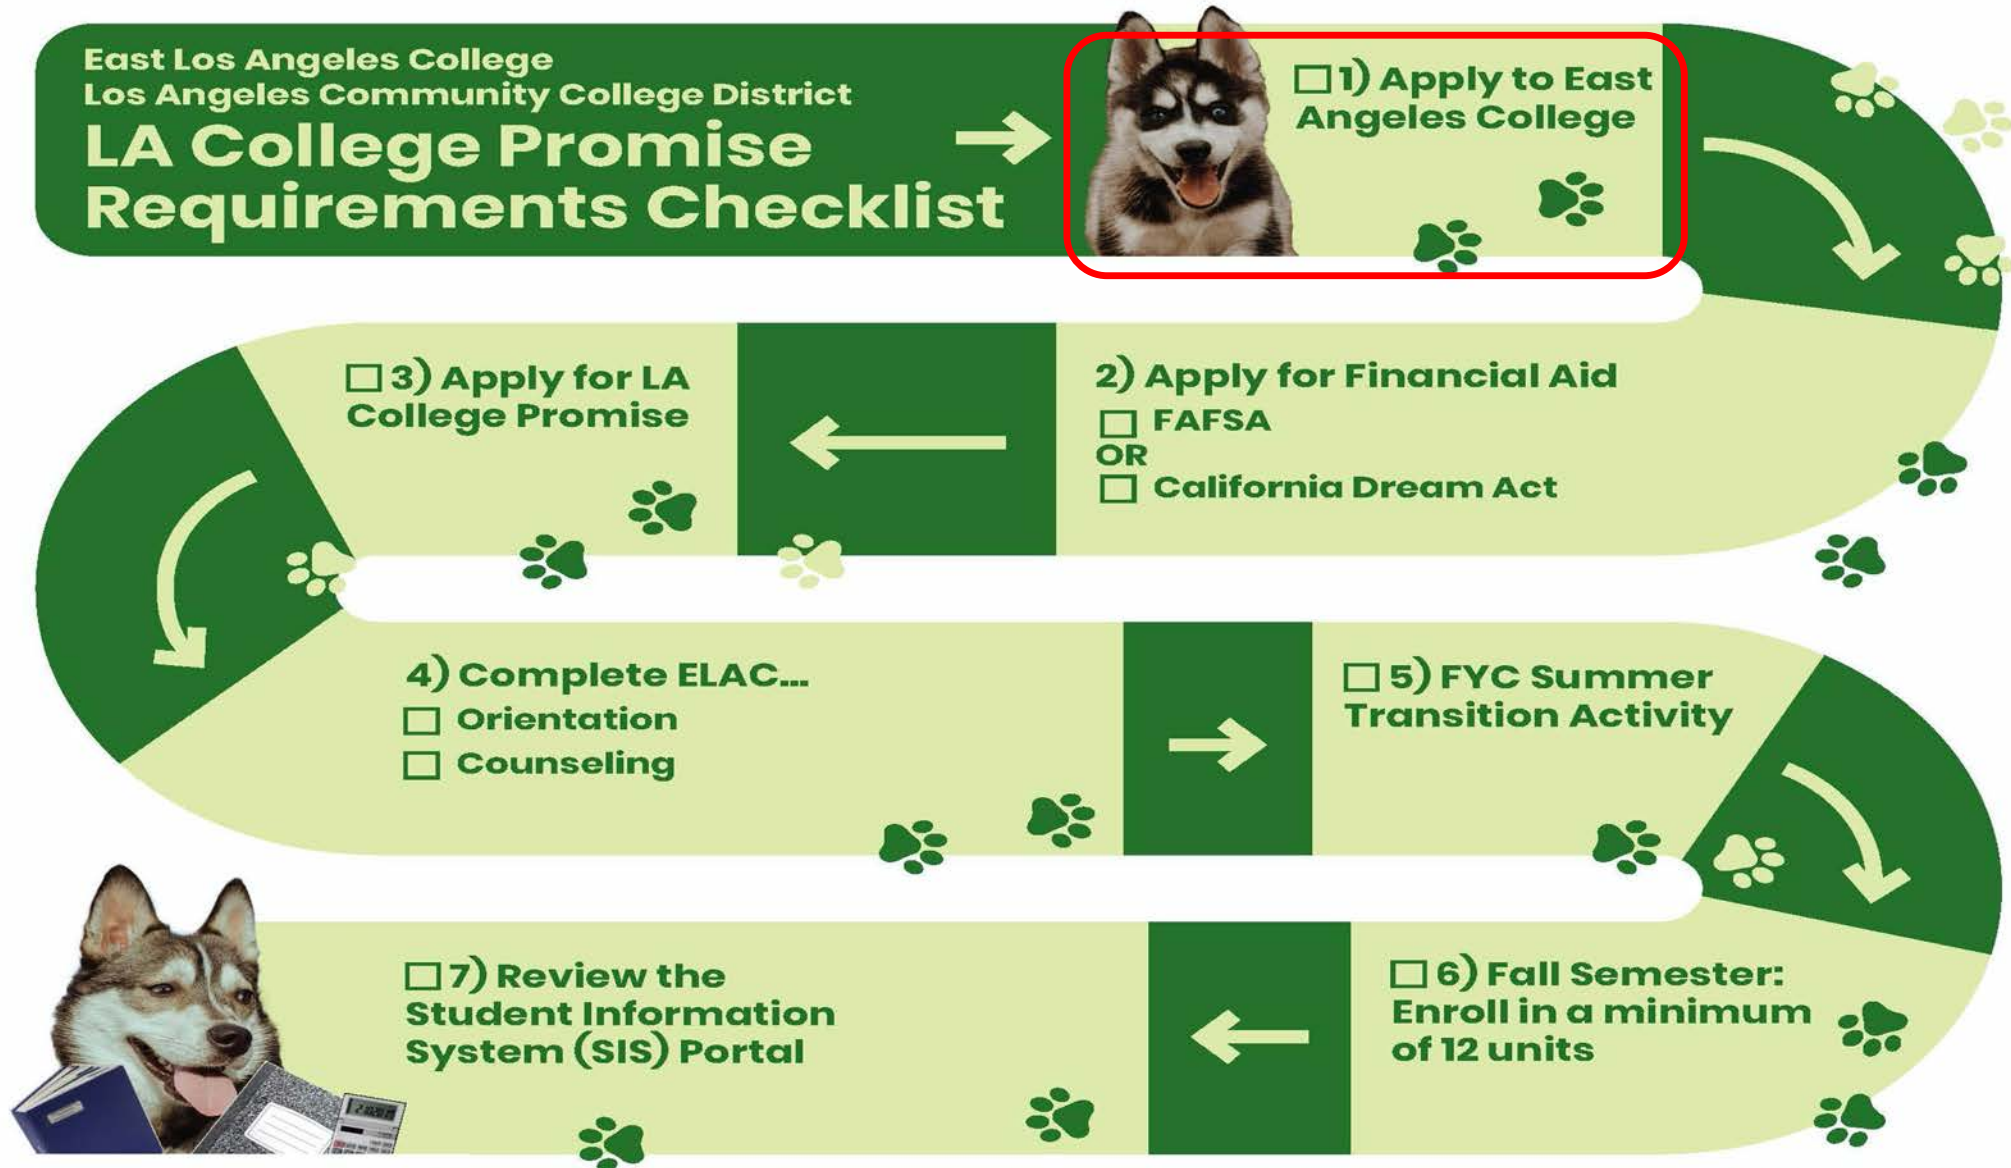 East Los Angeles College
Los Angeles Community College District
LA College Promise
Requirements Checklist
1) Apply to East
Angeles College
2) Apply for Financial Aid
FAFSA
OR
California Dream Act
3) Apply for LA
College Promise
4) Complete ELAC...
Orientation
Counseling
5) FYC Summer
Transition Activity
6) Fall Semester:
Enroll in a minimum
of 12 units
7) Review the
Student Information
System (SIS) Portal